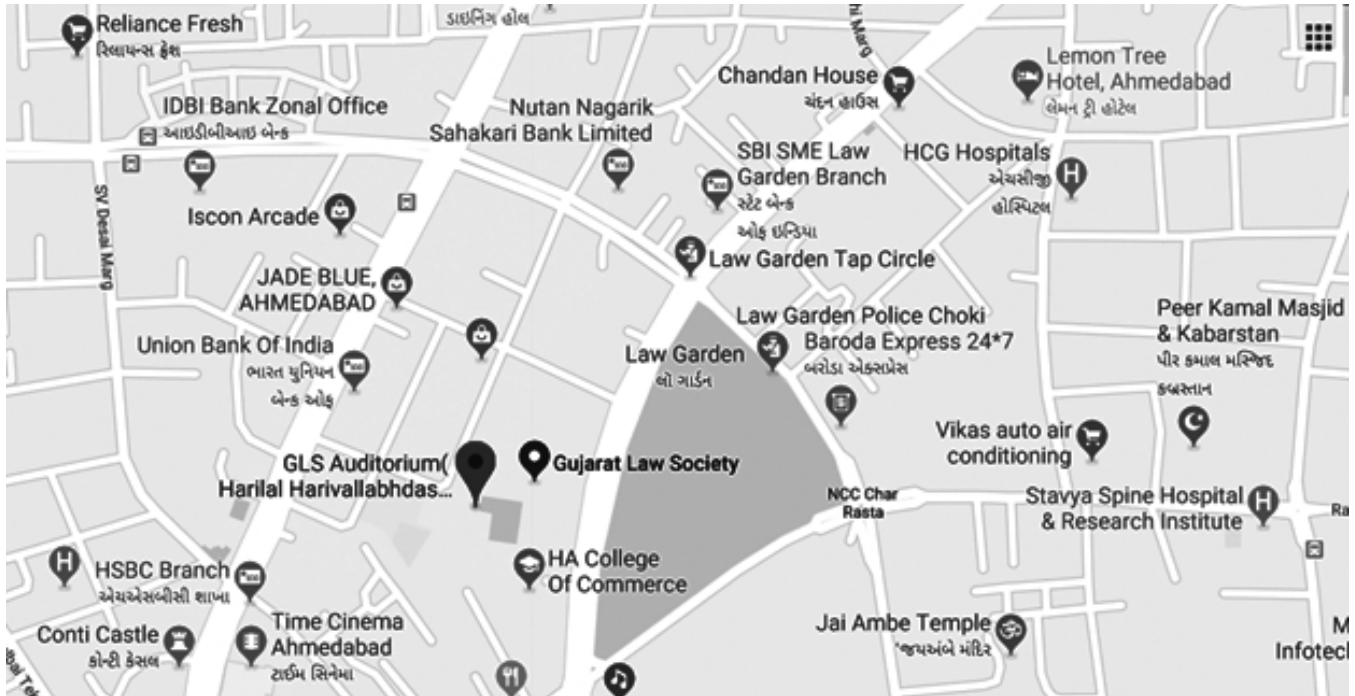 Reliance Fresh
રિલાયન્સ ફ્રેશ
ડાઇનિંગ હોલ
Marg
Chandan House
ચંદન હાઉસ
Lemon Tree
Hotel, Ahmedabad
લેમન ટ્રી હોટેલ
IDBI Bank Zonal Office
આઇડીબીઆઇ બેન્ક
Nutan Nagarik
Sahakari Bank Limited
SBI SME Law
Garden Branch
સ્ટેટ બેન્ક
ઓફ ઇન્ડિયા
HCG Hospitals
એચસીજી
હોસ્પિટલ
SV Desai Marg
Iscon Arcade
Law Garden Tap Circle
JADE BLUE,
AHMEDABAD
Law Garden Police Choki
Baroda Express 24*7
બરોડા એક્સપ્રેસ
Peer Kamal Masjid
& Kabarstan
પીર કમાલ મસ્જિદ
કબ્રસ્તાન
Union Bank Of India
ભારત યુનિયન
બેન્ક ઓફ
Law Garden
લૉ ગાર્ડન
Vikas auto air
conditioning
GLS Auditorium(
Harilal Harivallabhdas...
Gujarat Law Society
NCC Char
Rasta
Stavya Spine Hospital
& Research Institute
Ra
HSBC Branch
એચએસબીસી શાખા
HA College
Of Commerce
Conti Castle
કોન્ટી કેસલ
Time Cinema
Ahmedabad
ટાઈમ સિનેમા
Jai Ambe Temple
જયઅંબે મંદિર
M
Infotech